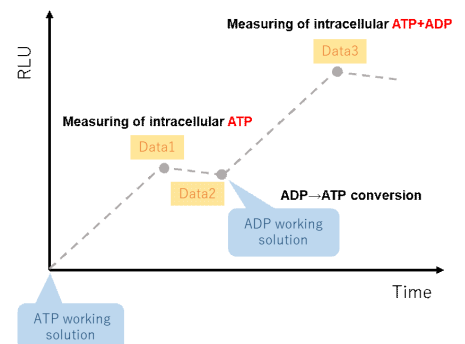 Measuring of intracellular ATP+ADP
Data3
RLU
Measuring of intracellular ATP
Data1
Data2
ADP→ATP conversion
ADP working
solution
Time
ATP working
solution